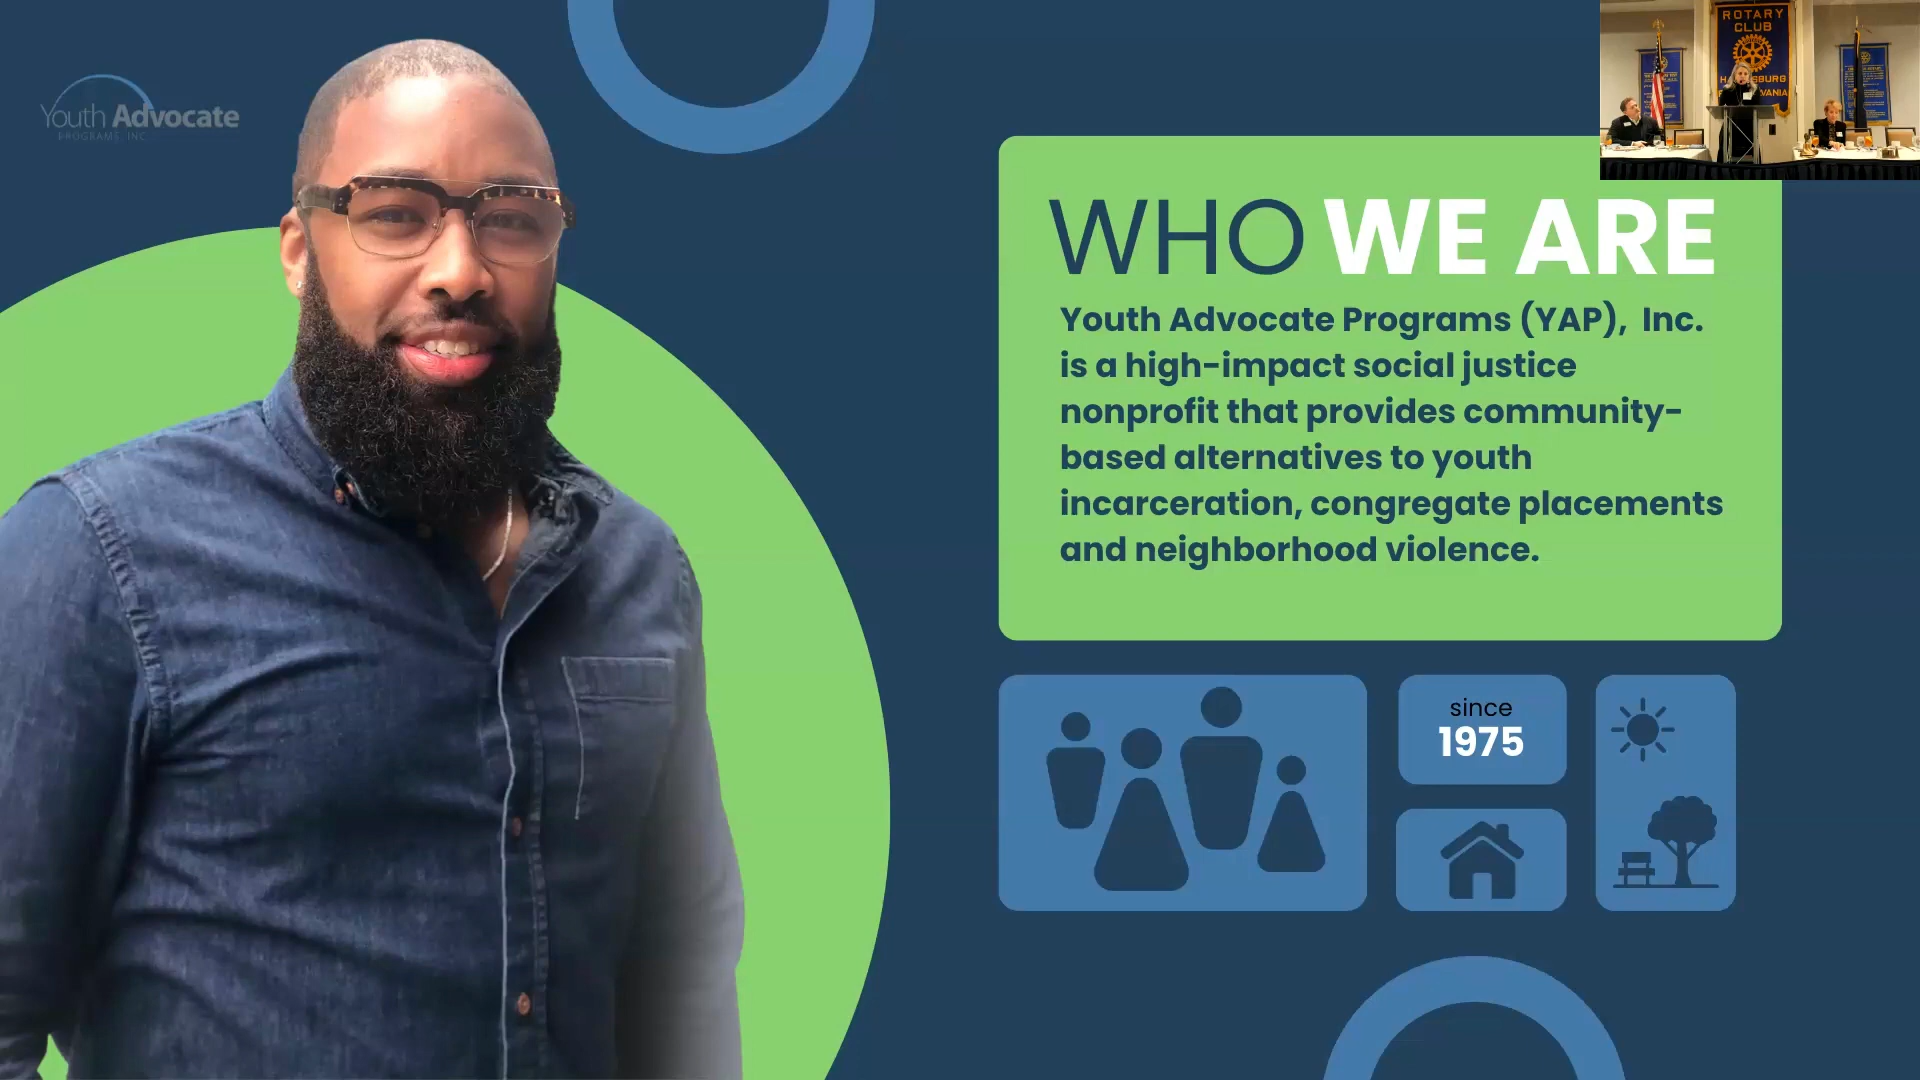 Youth Advocate
PROGRAMS, INC
ROTARY
CLUB
WHO WE ARE
Youth Advocate Programs (YAP), Inc.
is a high-impact social justice
nonprofit that provides community-
based alternatives to youth
incarceration, congregate placements
and neighborhood violence.
since
1975